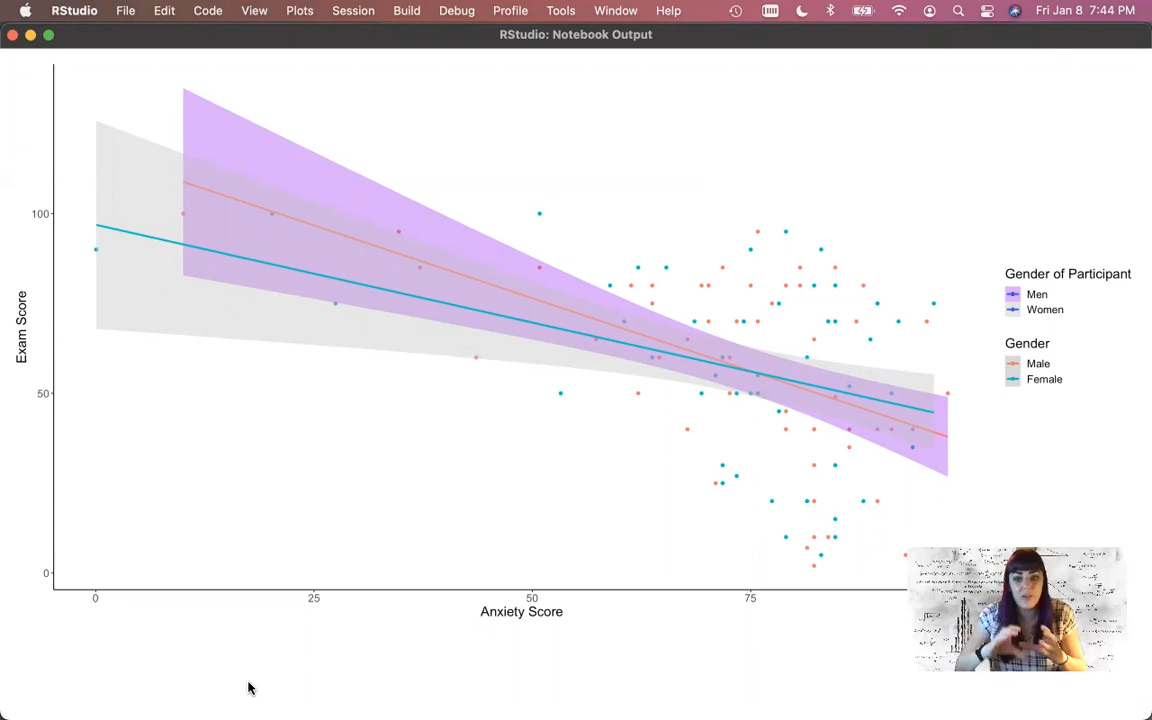 RStudio File Edit Code View Plots Session Build Debug Profile Tools Window Help Fri Jan 8 7:44 PM
RStudio: Notebook Output
100
50
0
Exam Score
0 25 50 75
Anxiety Score
Gender of Participant
Men
Women
Gender
Male
Female